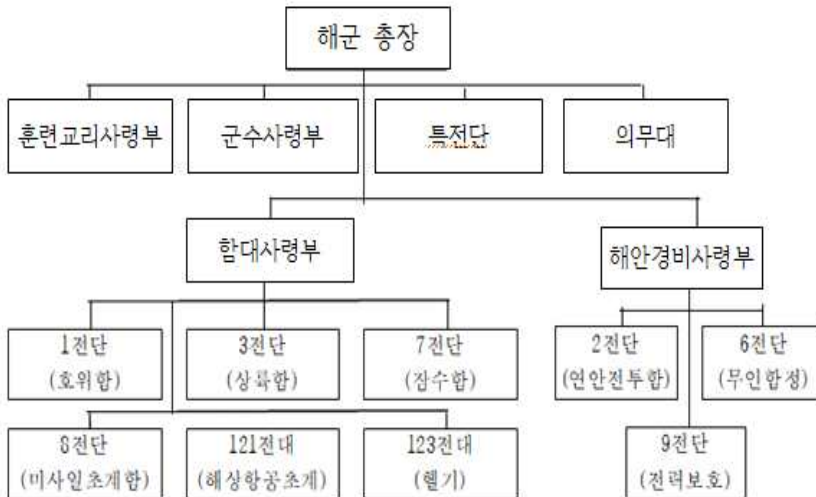 해군 총장
훈련교리사령부
군수사령부
특전단
의무대
함대사령부
해안경비사령부
1전단
(호위함)
3전단
(상륙함)
7전단
(잠수함)
2전단
(연안전투함)
6전단
(무인함정)
8전단
(미사일초계함)
121전대
(해상항공초계)
123전대
(헬기)
9전단
(전력보호)